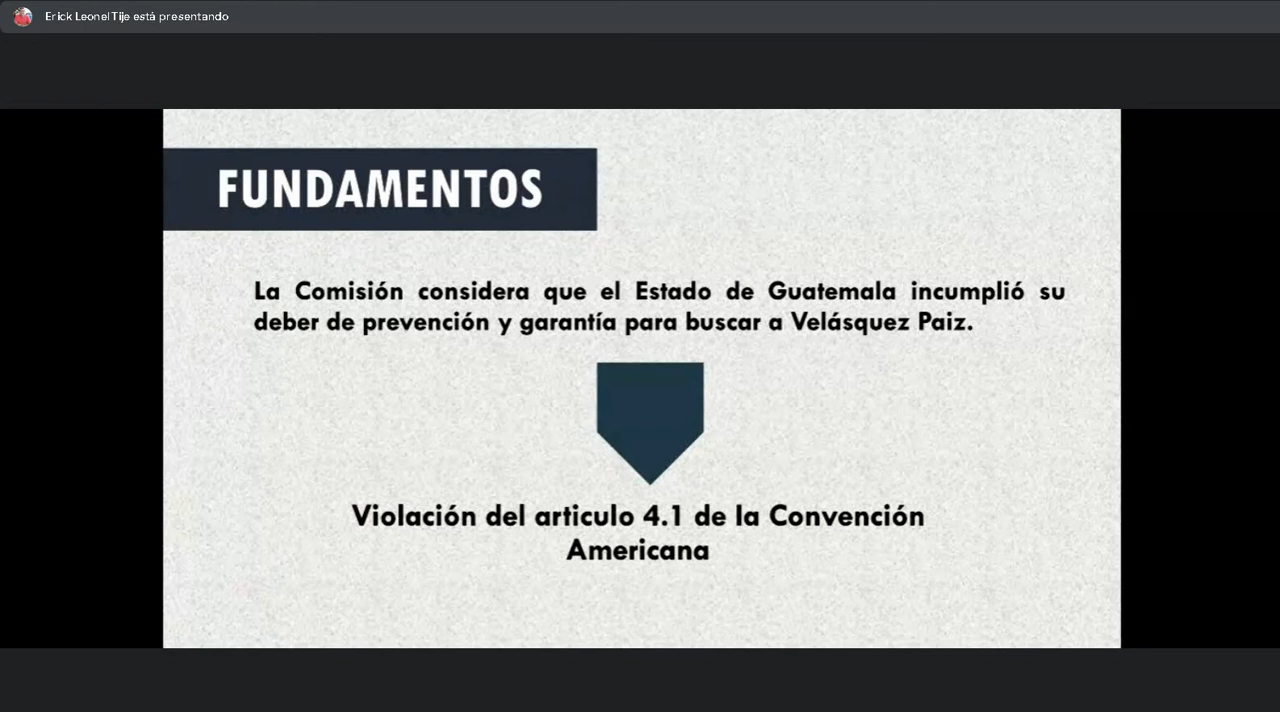 Erick Leonel Tije está presentando
FUNDAMENTOS
La Comisión considera que el Estado de Guatemala incumplió su
deber de prevención y garantía para buscar a Velásquez Paiz.
Violación del articulo 4.1 de la Convención
Americana